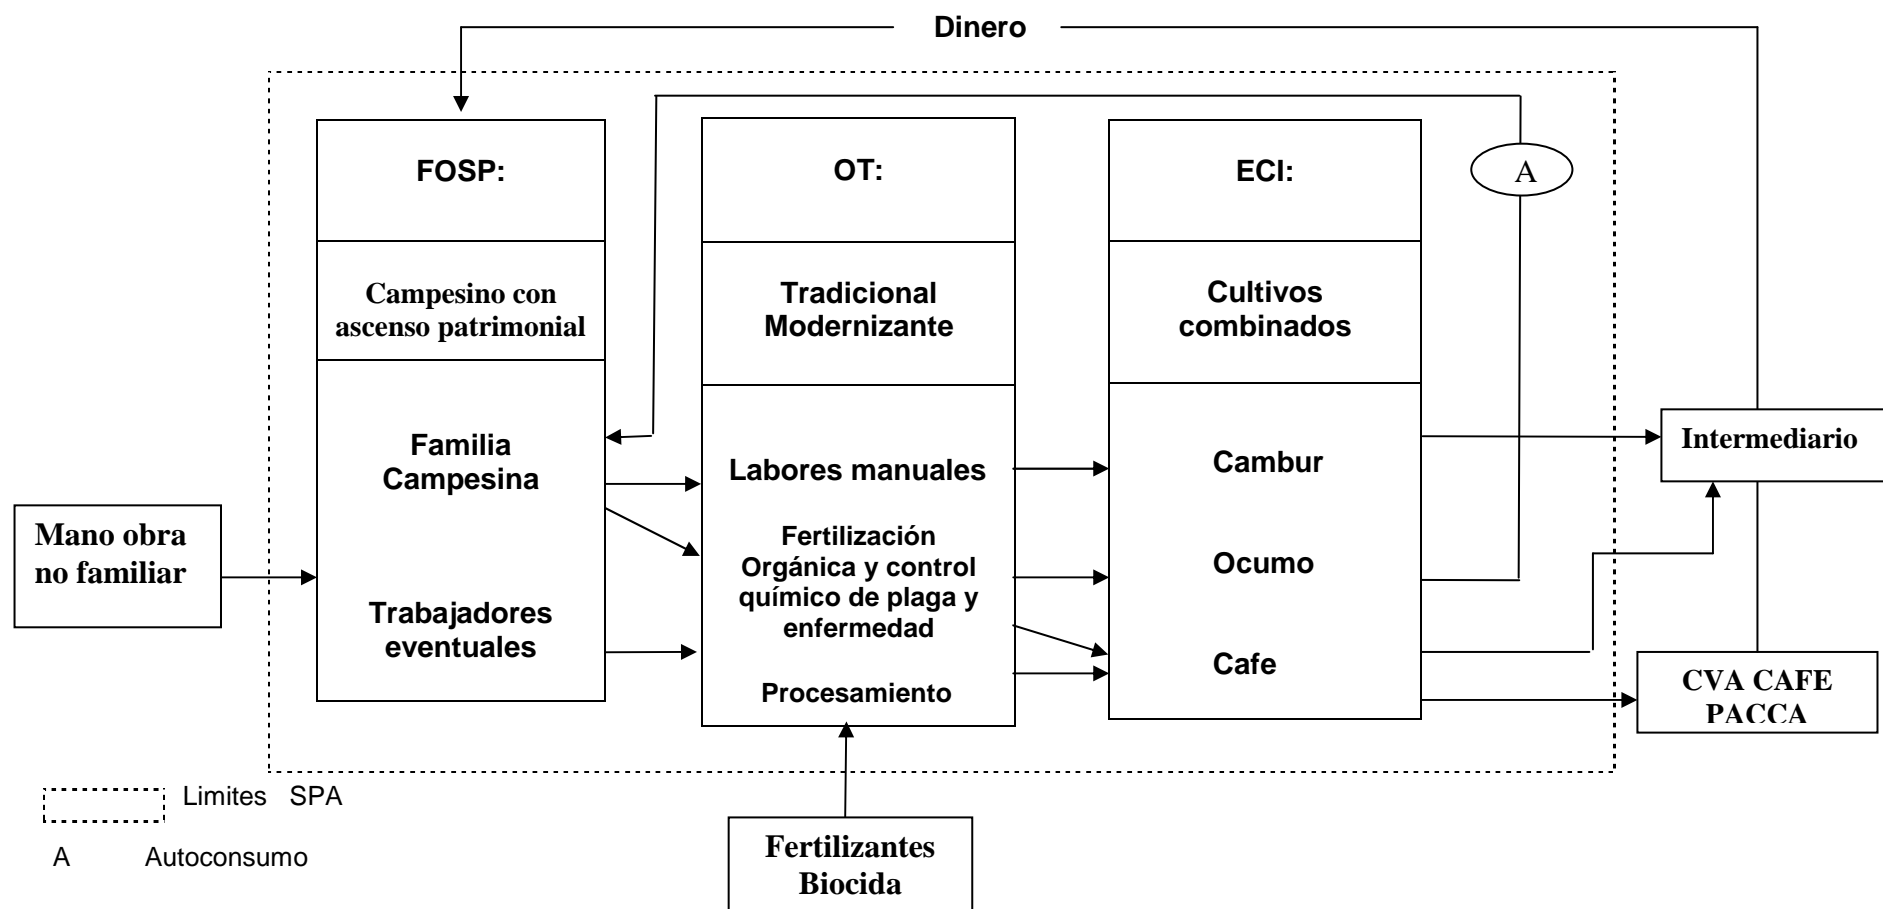 Dinero
FOSP:
OT:
ECI:
A
Campesino con
ascenso patrimonial
Tradicional
Modernizante
Cultivos
combinados
Familia
Campesina
Trabajadores
eventuales
Labores manuales
Fertilización
Orgánica y control
químico de plaga y
enfermedad
Procesamiento
Cambur
Ocumo
Cafe
Intermediario
CVA CAFE
PACCA
Mano obra
no familiar
Fertilizantes
Biocida
Limites SPA
A Autoconsumo